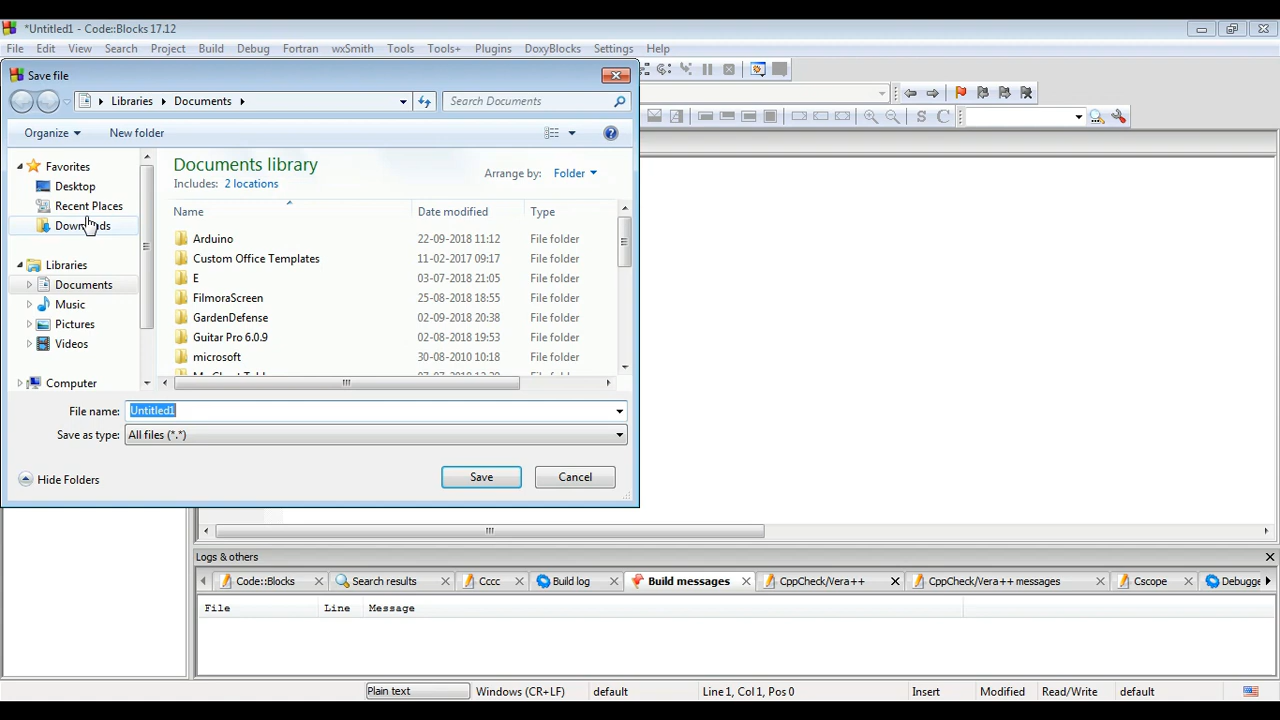 *Untitled1 - Code::Blocks 17.12
File Edit View Search Project Build Debug Fortran wxSmith Tools Tools+ Plugins DoxyBlocks Settings Help
Save file
Libraries Documents Search Documents
Organize New folder
Favorites
Desktop
Recent Places
Downloads
Libraries
Documents
Music
Pictures
Videos
Computer
Documents library
Includes: 2 locations
Arrange by: Folder
Name Date modified Type
Arduino 22-09-2018 11:12 File folder
Custom Office Templates 11-02-2017 09:17 File folder
E 03-07-2018 21:05 File folder
FilmoraScreen 25-08-2018 18:55 File folder
GardenDefense 02-09-2018 20:38 File folder
Guitar Pro 6.0.9 02-08-2018 19:53 File folder
microsoft 30-08-2010 10:18 File folder
File name: Untitled1
Save as type: All files (*.*)
Hide Folders Save Cancel
S C
Logs & others
Code::Blocks Search results Cccc Build log Build messages CppCheck/Vera++ CppCheck/Vera++ messages Cscope Debugge
File Line Message
Plain text Windows (CR+LF) default Line 1, Col 1, Pos 0 Insert Modified Read/Write default